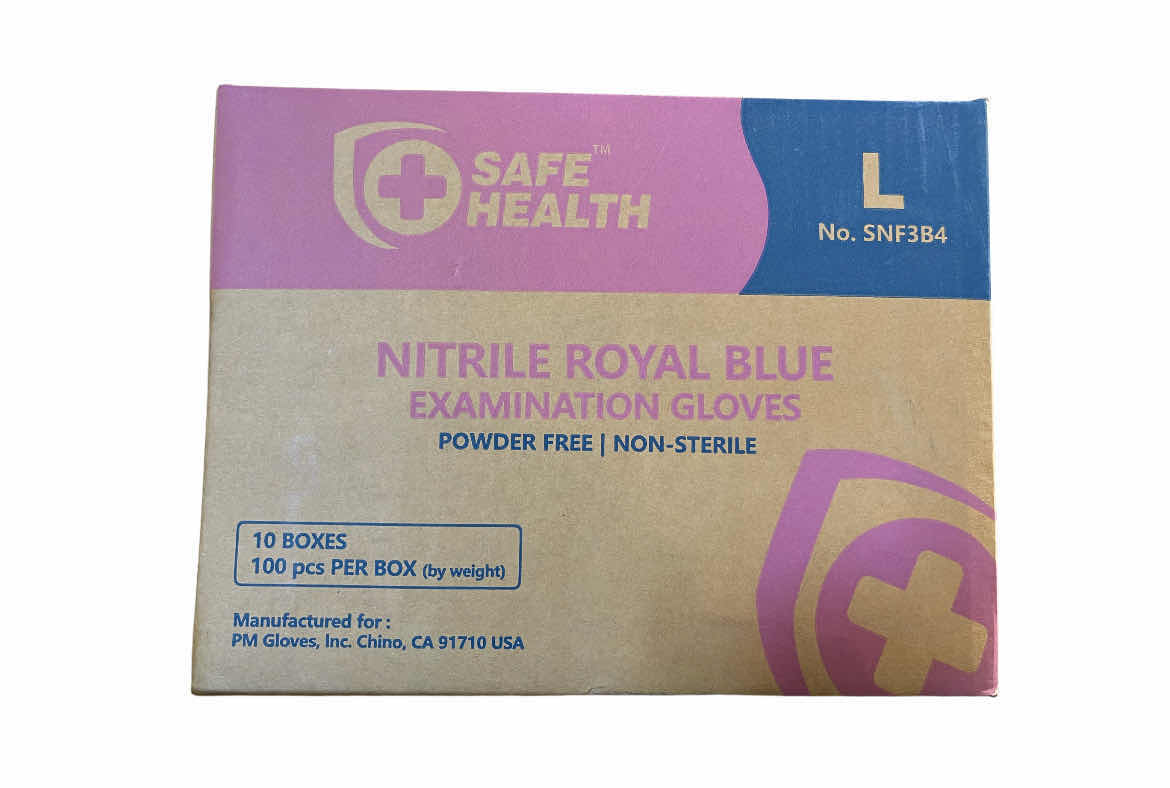 SAFE™
HEALTH
L
No. SNF3B4
NITRILE ROYAL BLUE
EXAMINATION GLOVES
POWDER FREE | NON-STERILE
10 BOXES
100 pcs PER BOX (by weight)
Manufactured for :
PM Gloves, Inc. Chino, CA 91710 USA